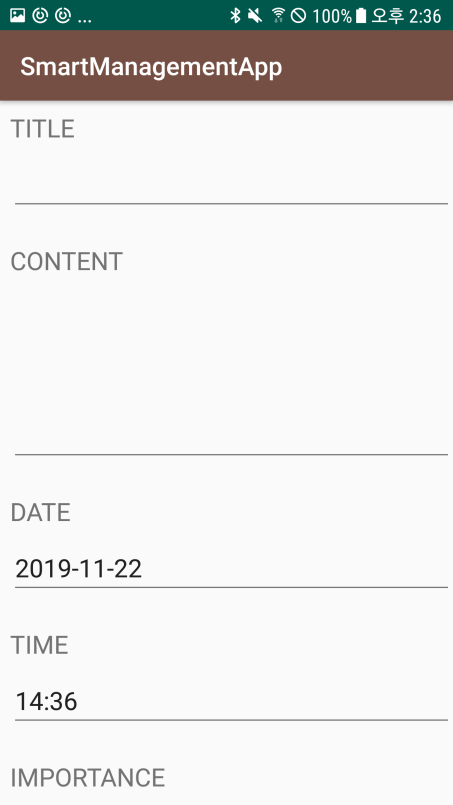 ... 100% 오후 2:36
SmartManagementApp
TITLE
CONTENT
DATE
2019-11-22
TIME
14:36
IMPORTANCE